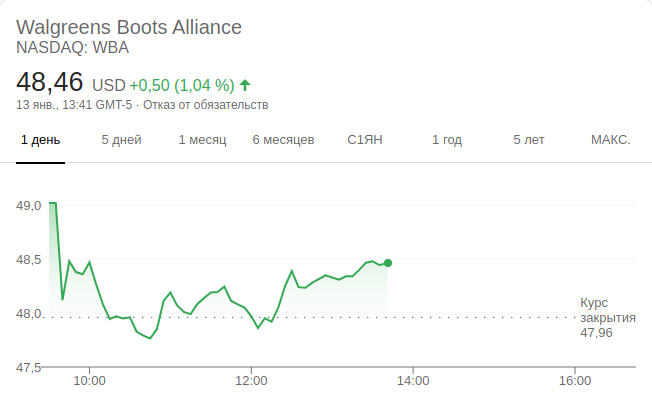 Walgreens Boots Alliance
NASDAQ: WBA
48,46 USD +0,50 (1,04 %)
13 янв., 13:41 GMT-5 · Отказ от обязательств
1 день 5 дней 1 месяц 6 месяцев С1ЯН 1 год 5 лет МАКС.
49,0
48,5
48,0
47,5
Курс
закрытия
47,96
10:00 12:00 14:00 16:00